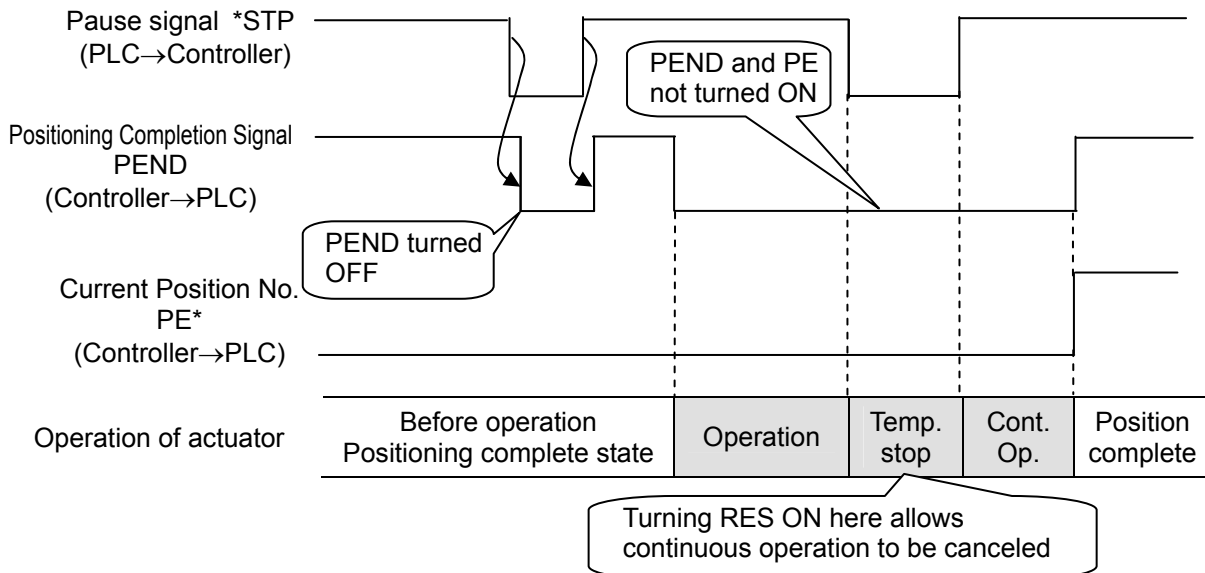 Pause signal *STP
(PLC→Controller)
PEND and PE
not turned ON
Positioning Completion Signal
PEND
(Controller→PLC)
PEND turned
OFF
Current Position No.
PE*
(Controller→PLC)
Operation of actuator
Before operation
Positioning complete state
Operation
Temp.
stop
Cont.
Op.
Position
complete
Turning RES ON here allows
continuous operation to be canceled